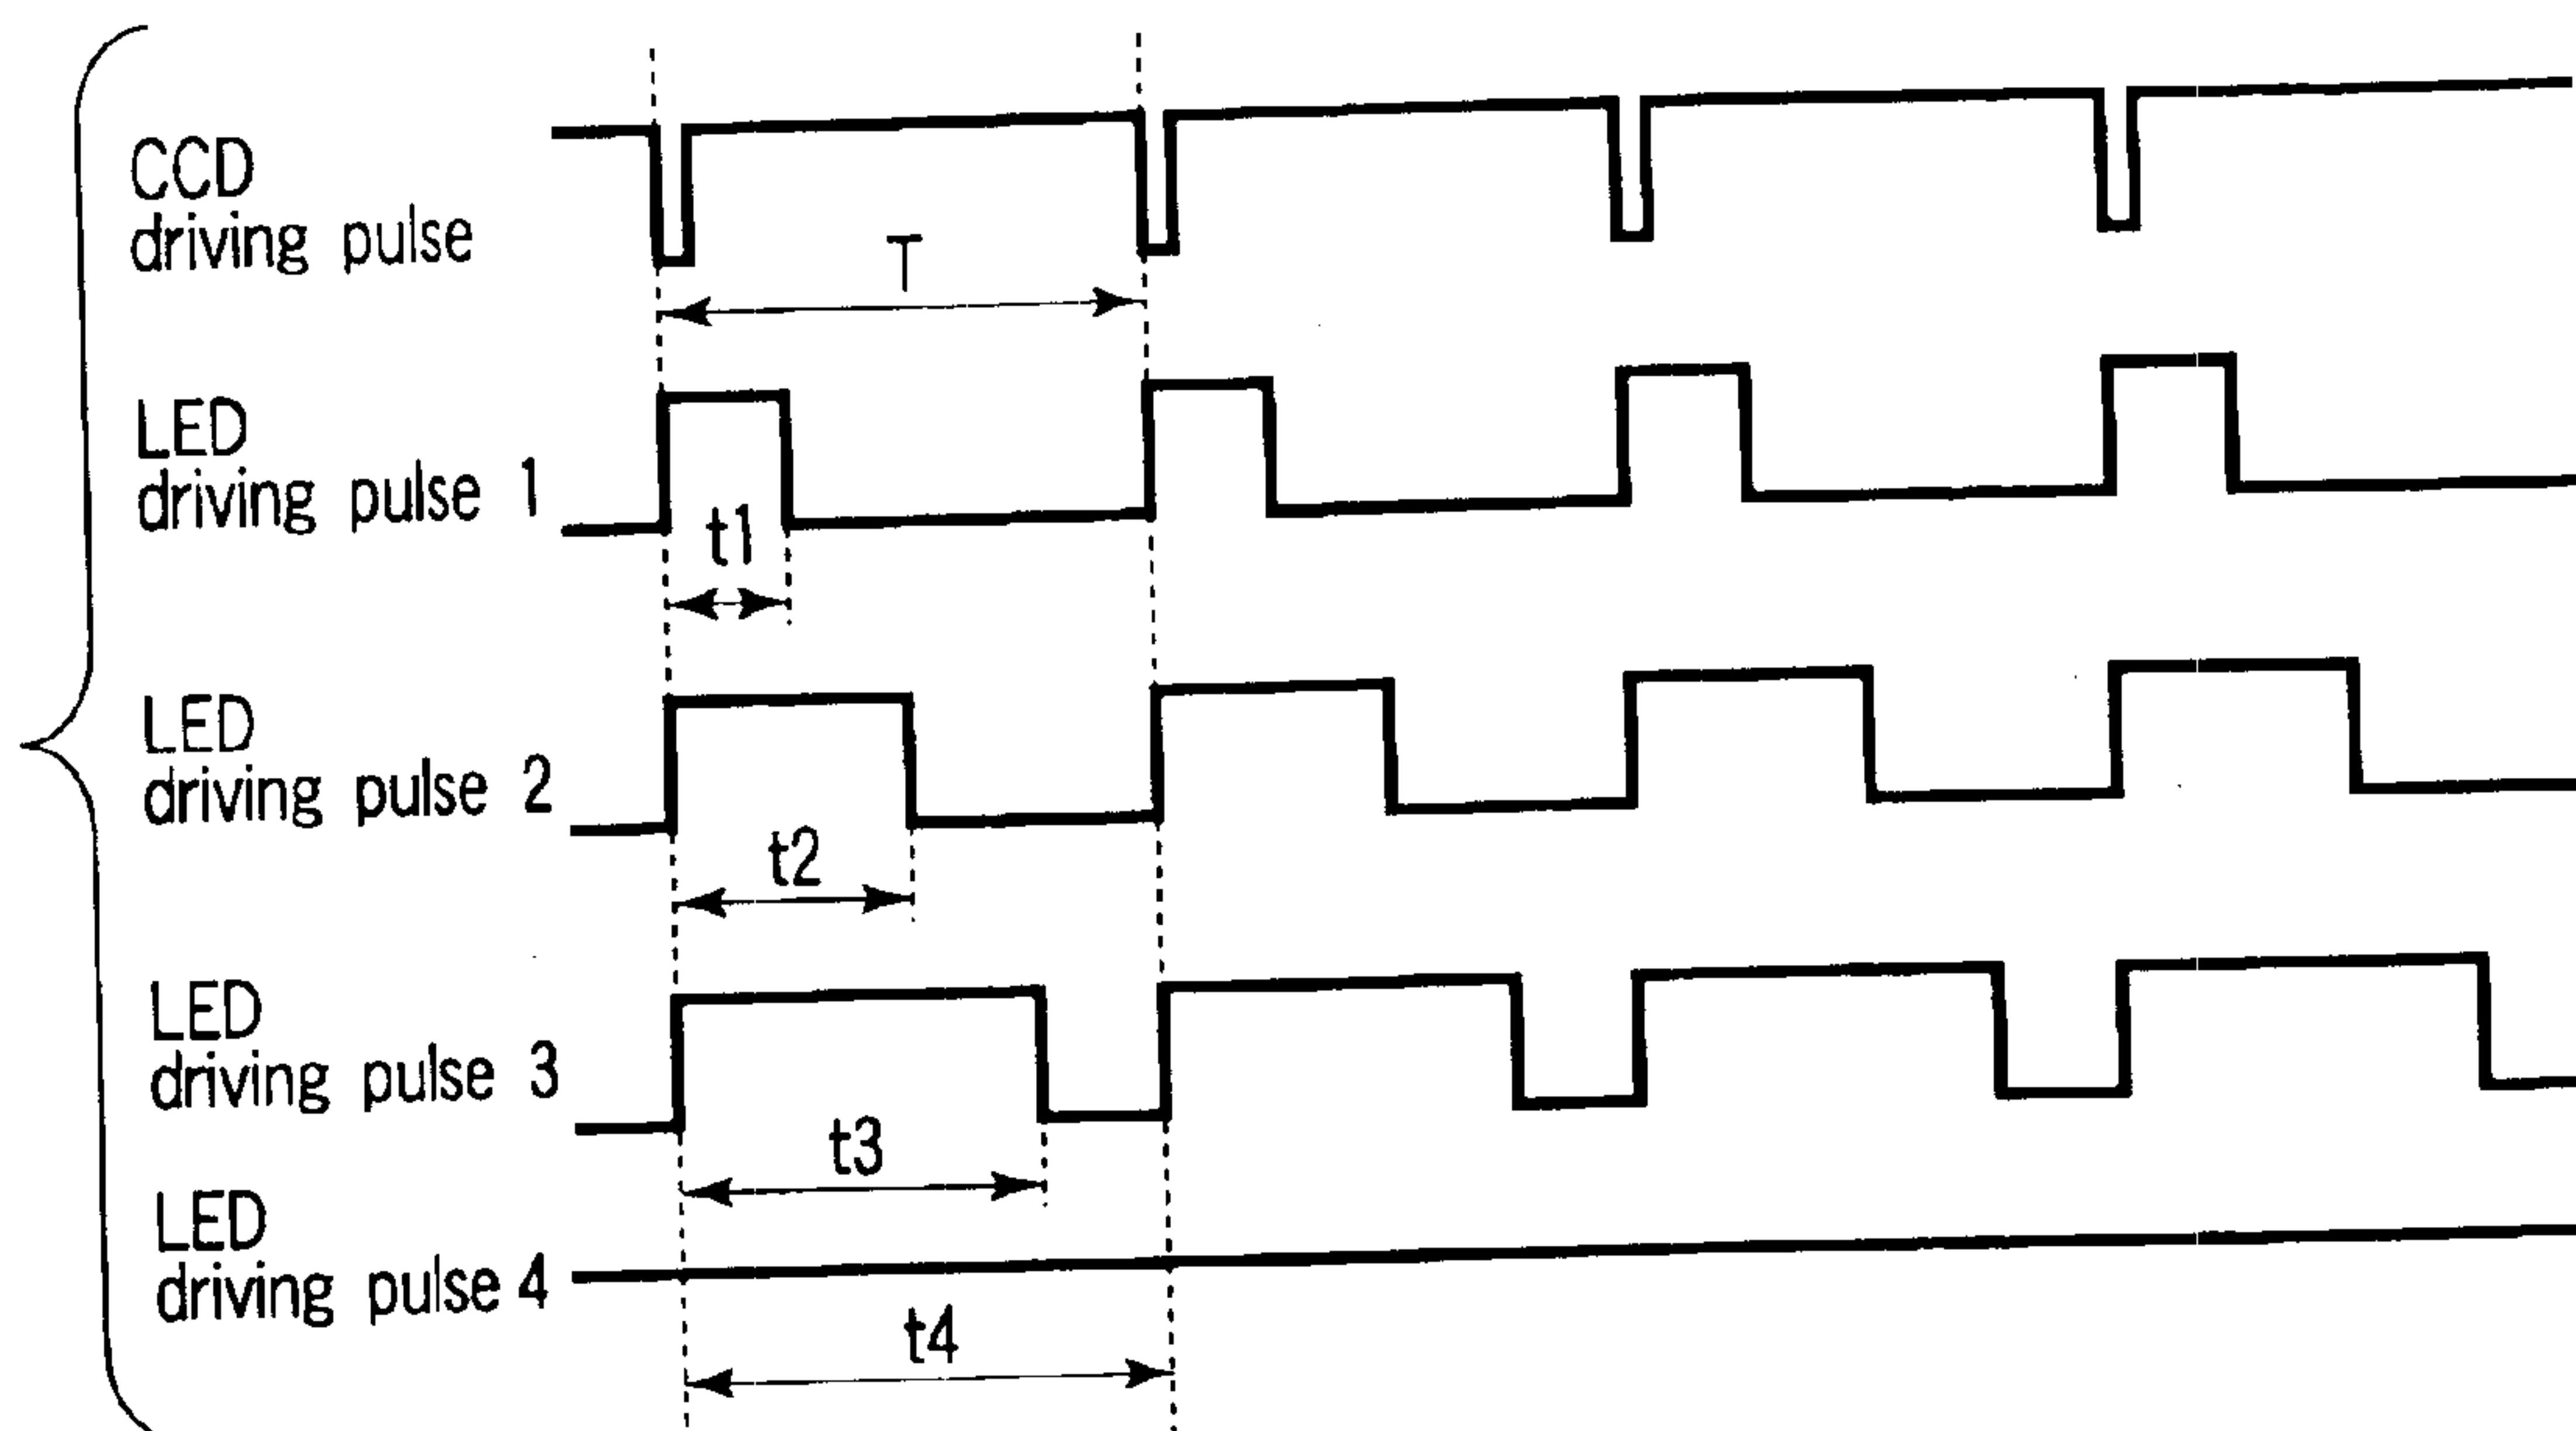 CCD
driving pulse
T
LED
driving pulse 1
t1
LED
driving pulse 2
t2
LED
driving pulse 3
t3
LED
driving pulse 4
t4